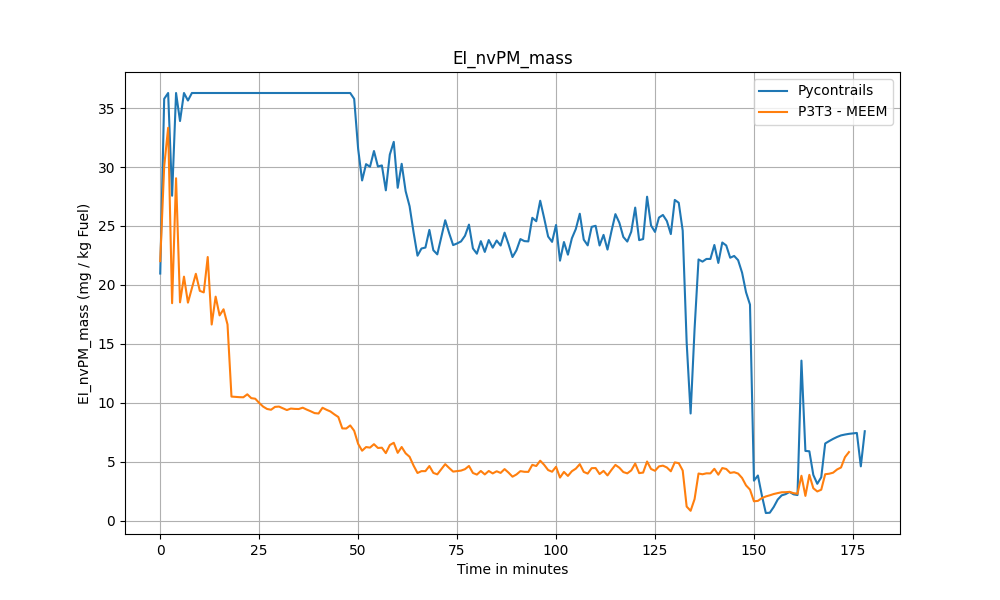 EI_nvPM_mass
Pycontrails
P3T3 - MEEM
EI_nvPM_mass (mg / kg Fuel)
35
30
25
20
15
10
5
0
0 25 50 75 100 125 150 175
Time in minutes